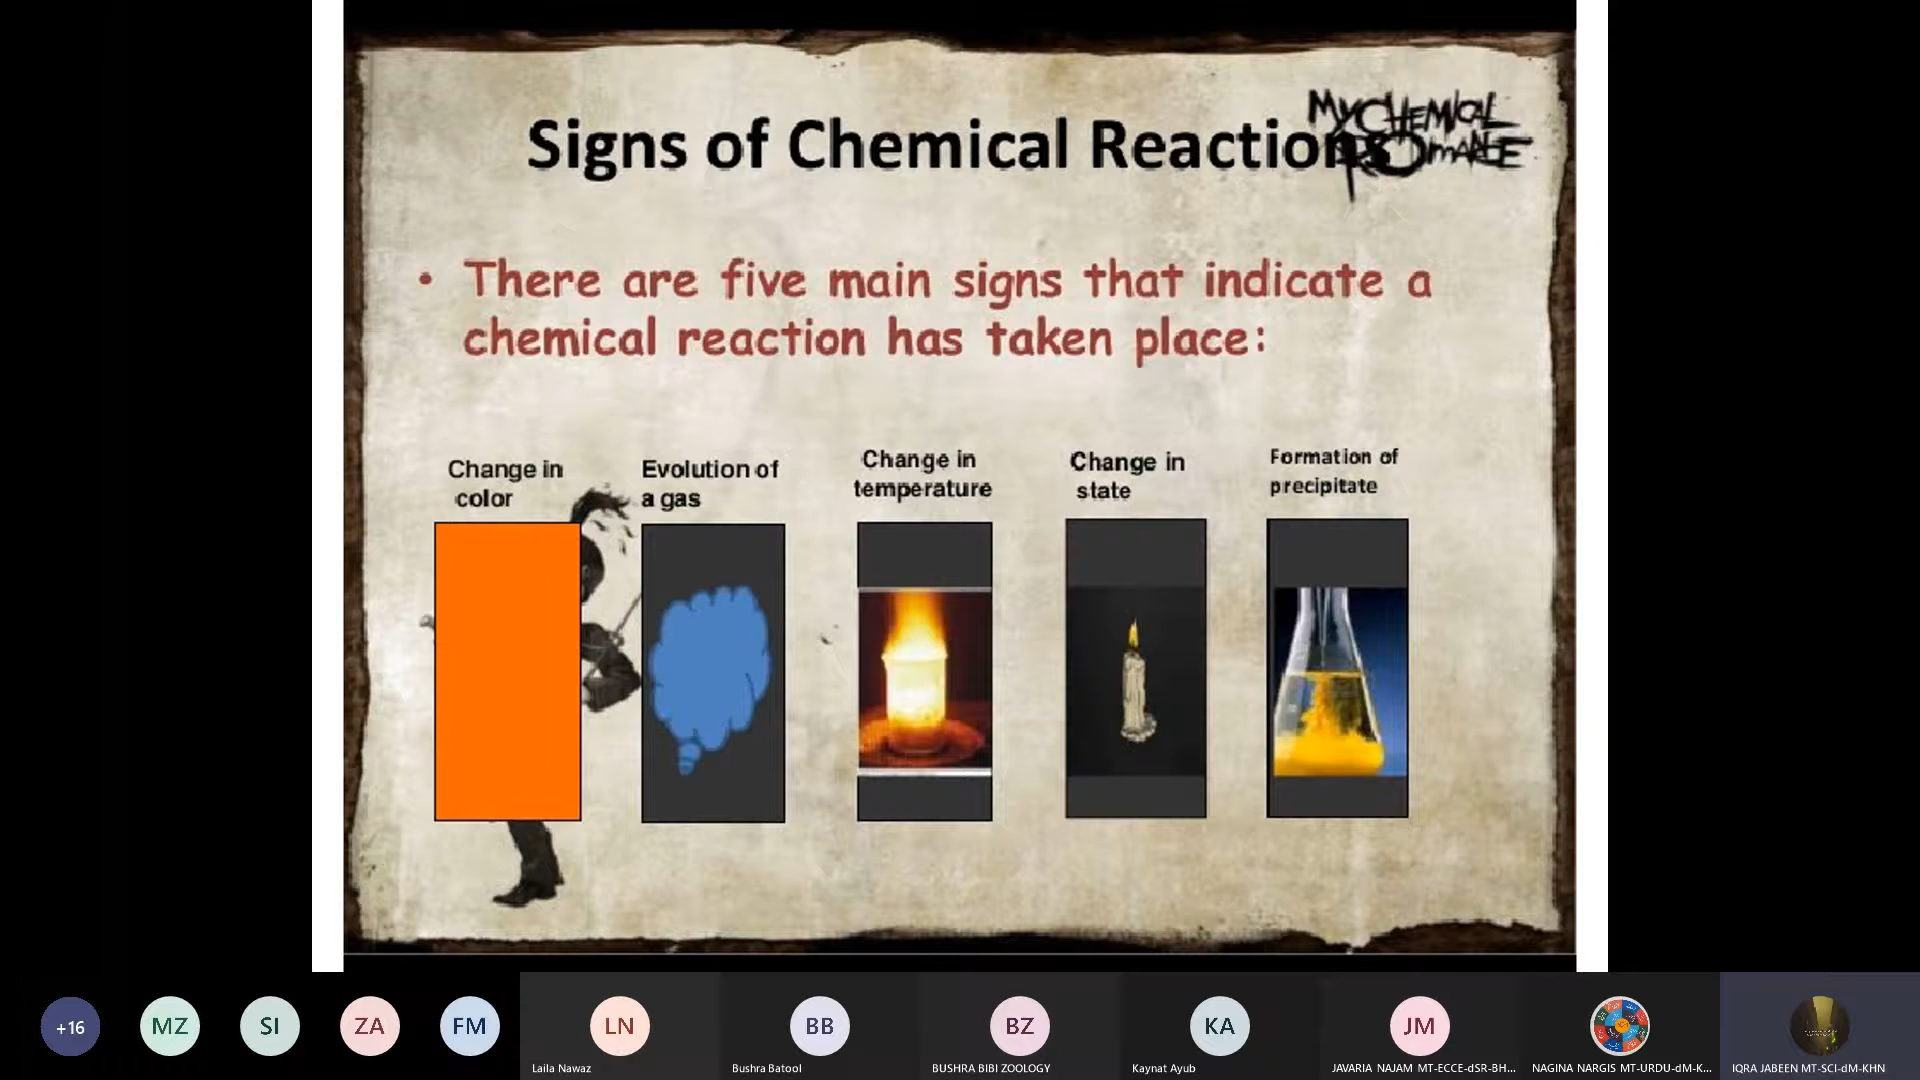 MY CHEMICAL
ROMANCE
Signs of Chemical Reactions
• There are five main signs that indicate a
chemical reaction has taken place:
Change in
color
Evolution of
a gas
Change in
temperature
Change in
state
Formation of
precipitate
+16
MZ
SI
ZA
FM
LN
BB
BZ
KA
JM
Laila Nawaz
Bushra Batool
BUSHRA BIBI ZOOLOGY
Kaynat Ayub
JAVARIA NAJAM MT-ECCE-dSR-BH...
NAGINA NARGIS MT-URDU-dM-K...
IQRA JABEEN MT-SCI-dM-KHN